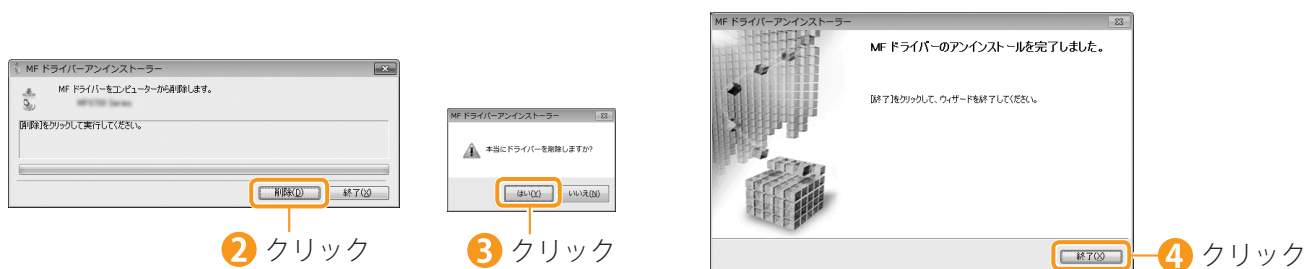 MF ドライバーアンインストーラー
MF ドライバーをコンピューターから削除します。
[削除]をクリックして実行してください。
削除(D)
終了(X)
2 クリック
MF ドライバーアンインストーラー
本当にドライバーを削除しますか?
はい(Y)
いいえ(N)
3 クリック
MF ドライバーアンインストーラー
MF ドライバーのアンインストールを完了しました。
[終了]をクリックして、ウィザードを終了してください。
終了(X)
4 クリック